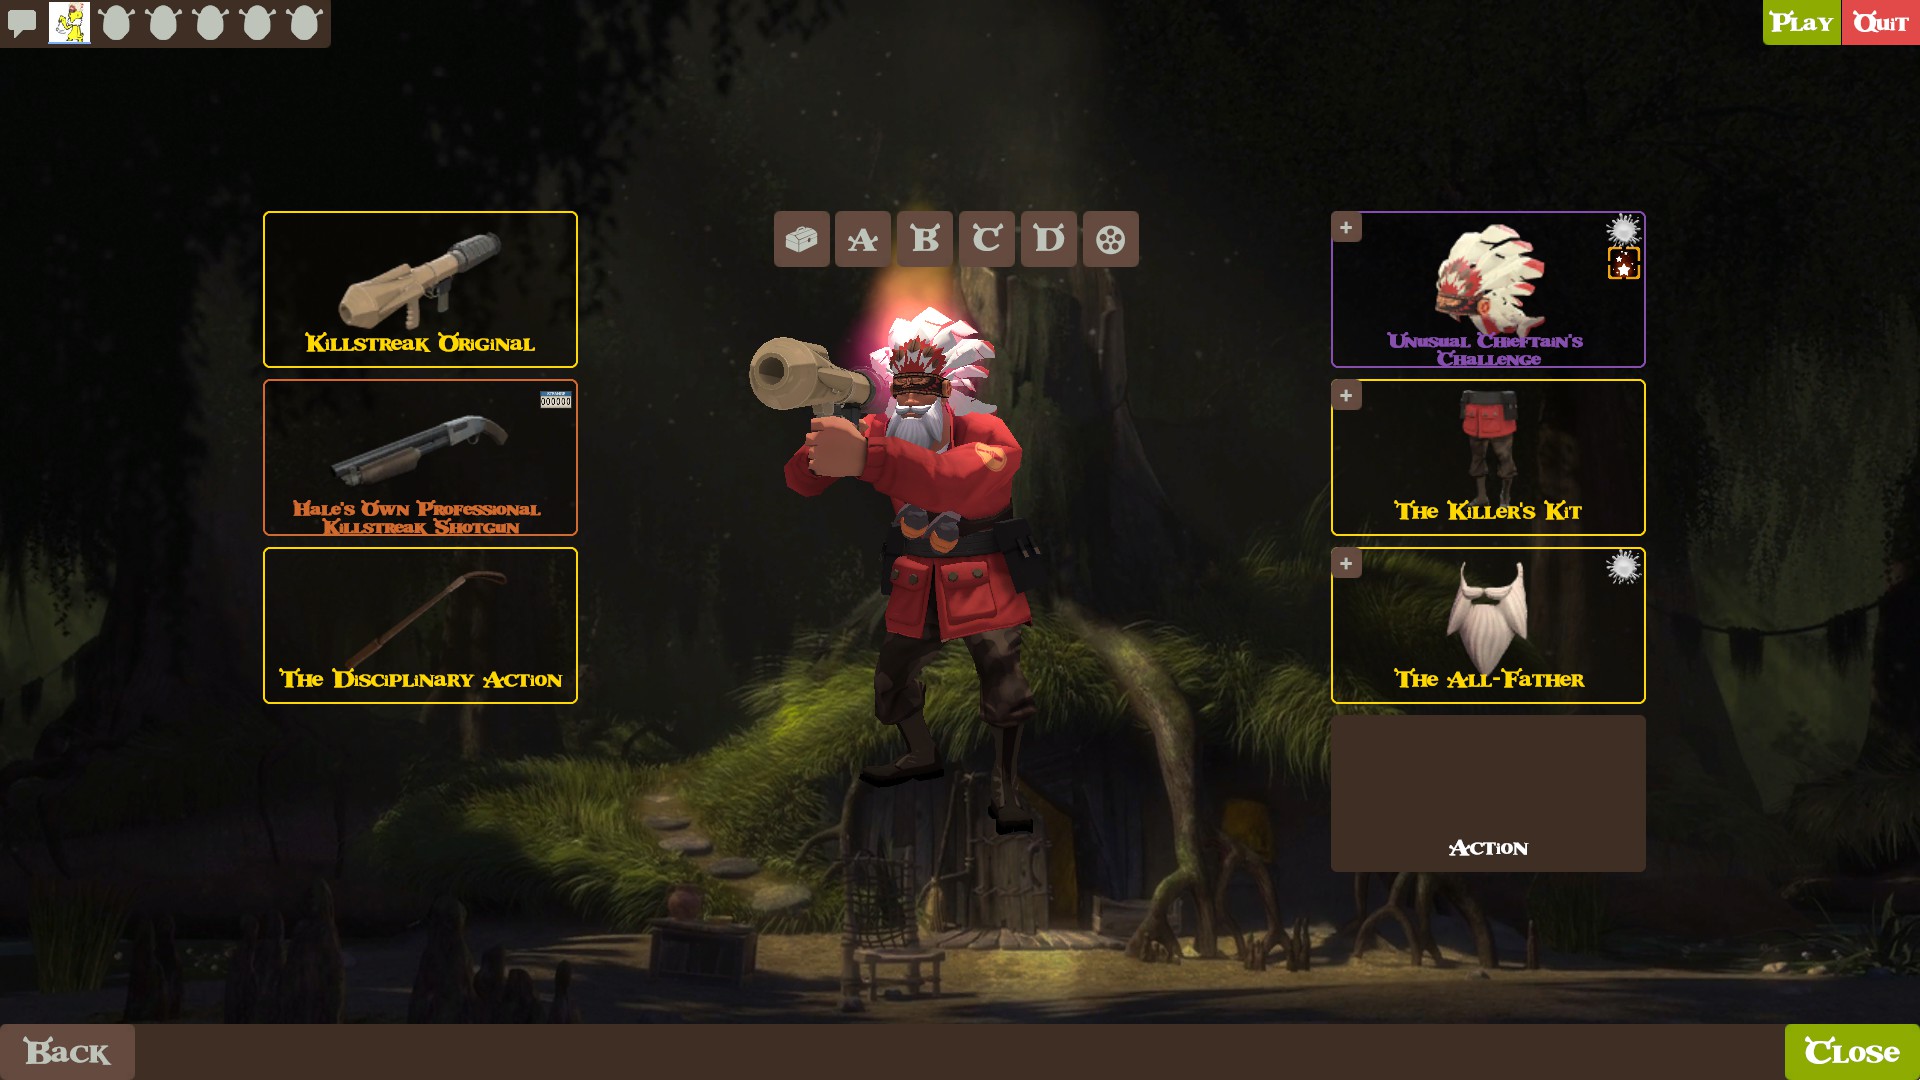 Play Quit
A B C D
Killstreak Original
Hale's Own Professional
Killstreak Shotgun
The Disciplinary Action
Unusual Chieftain's
Challenge
The Killer's Kit
The All-Father
Action
Back
Close
000000